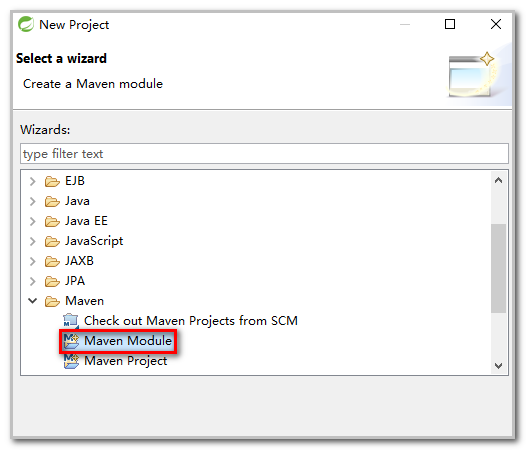 New Project
Select a wizard
Create a Maven module
Wizards:
type filter text
EJB
Java
Java EE
JavaScript
JAXB
JPA
Maven
Check out Maven Projects from SCM
Maven Module
Maven Project